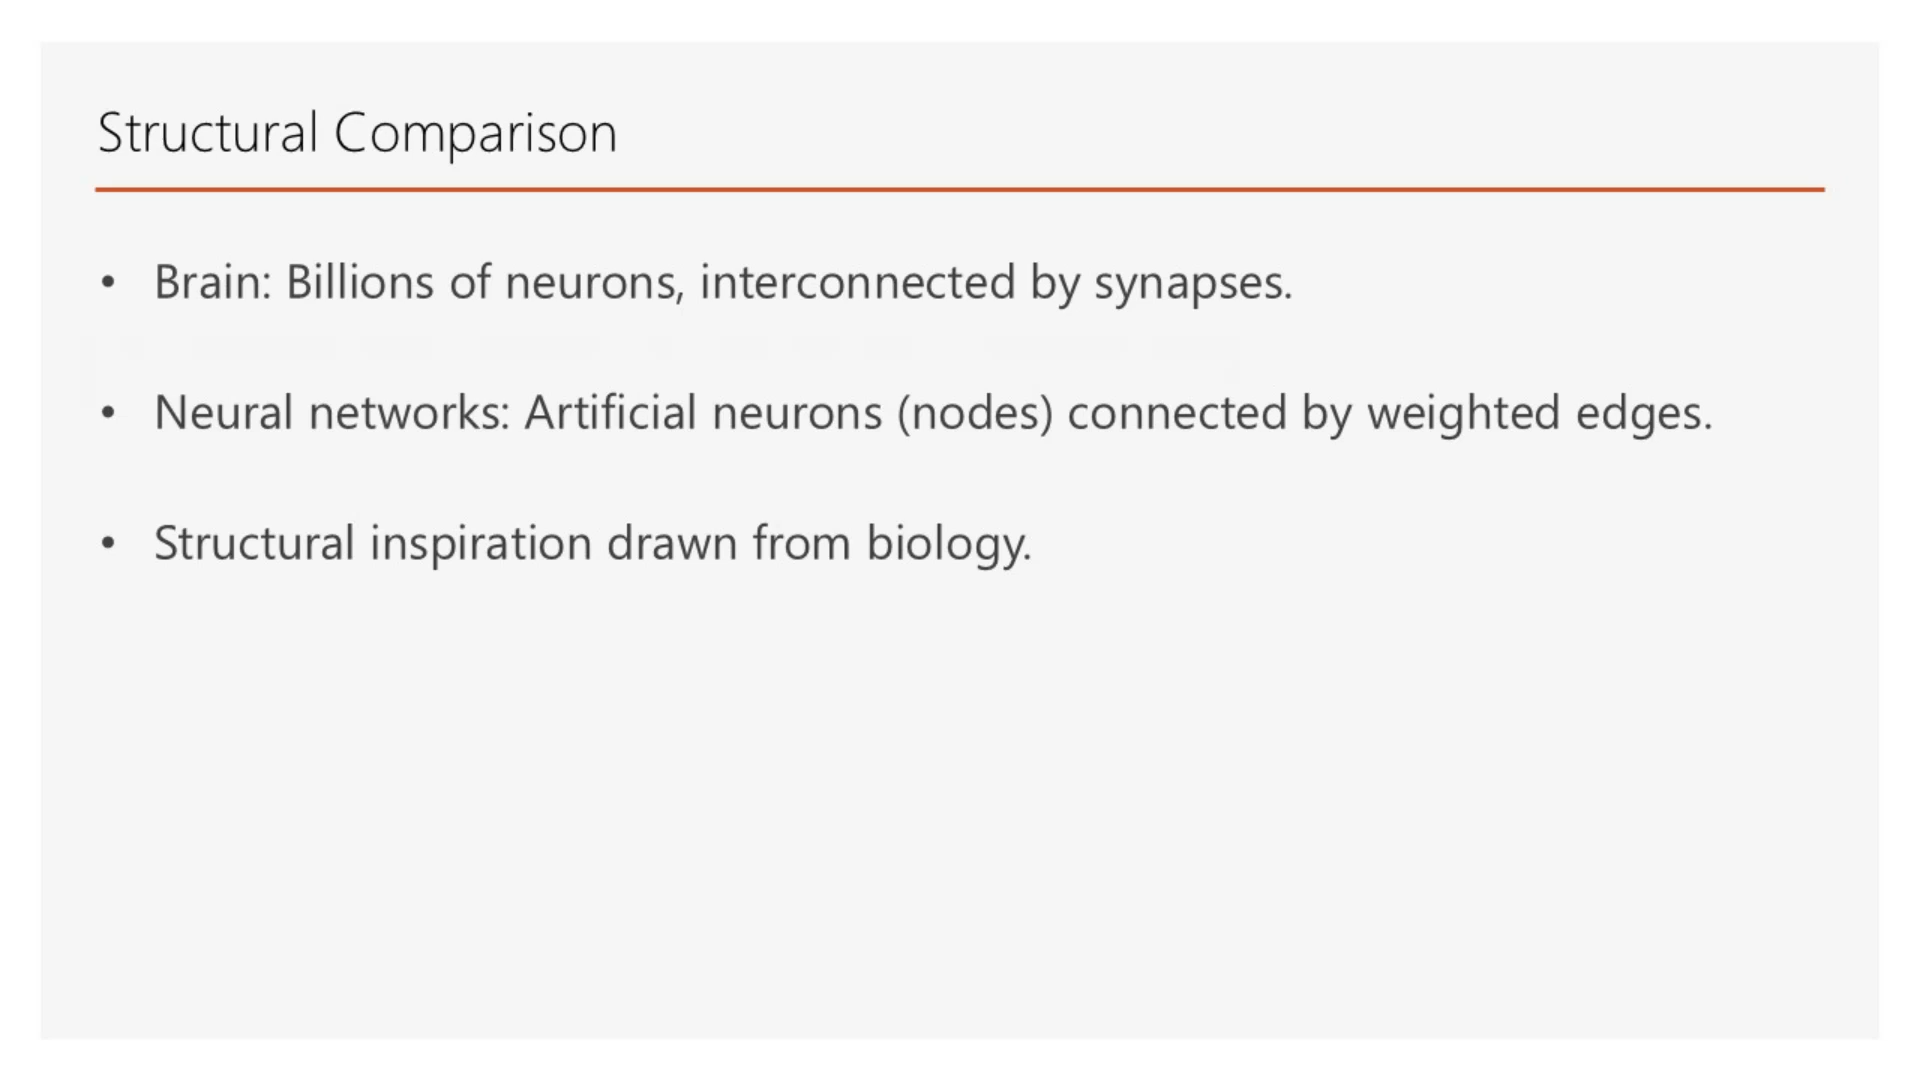 Structural Comparison
• Brain: Billions of neurons, interconnected by synapses.
• Neural networks: Artificial neurons (nodes) connected by weighted edges.
• Structural inspiration drawn from biology.